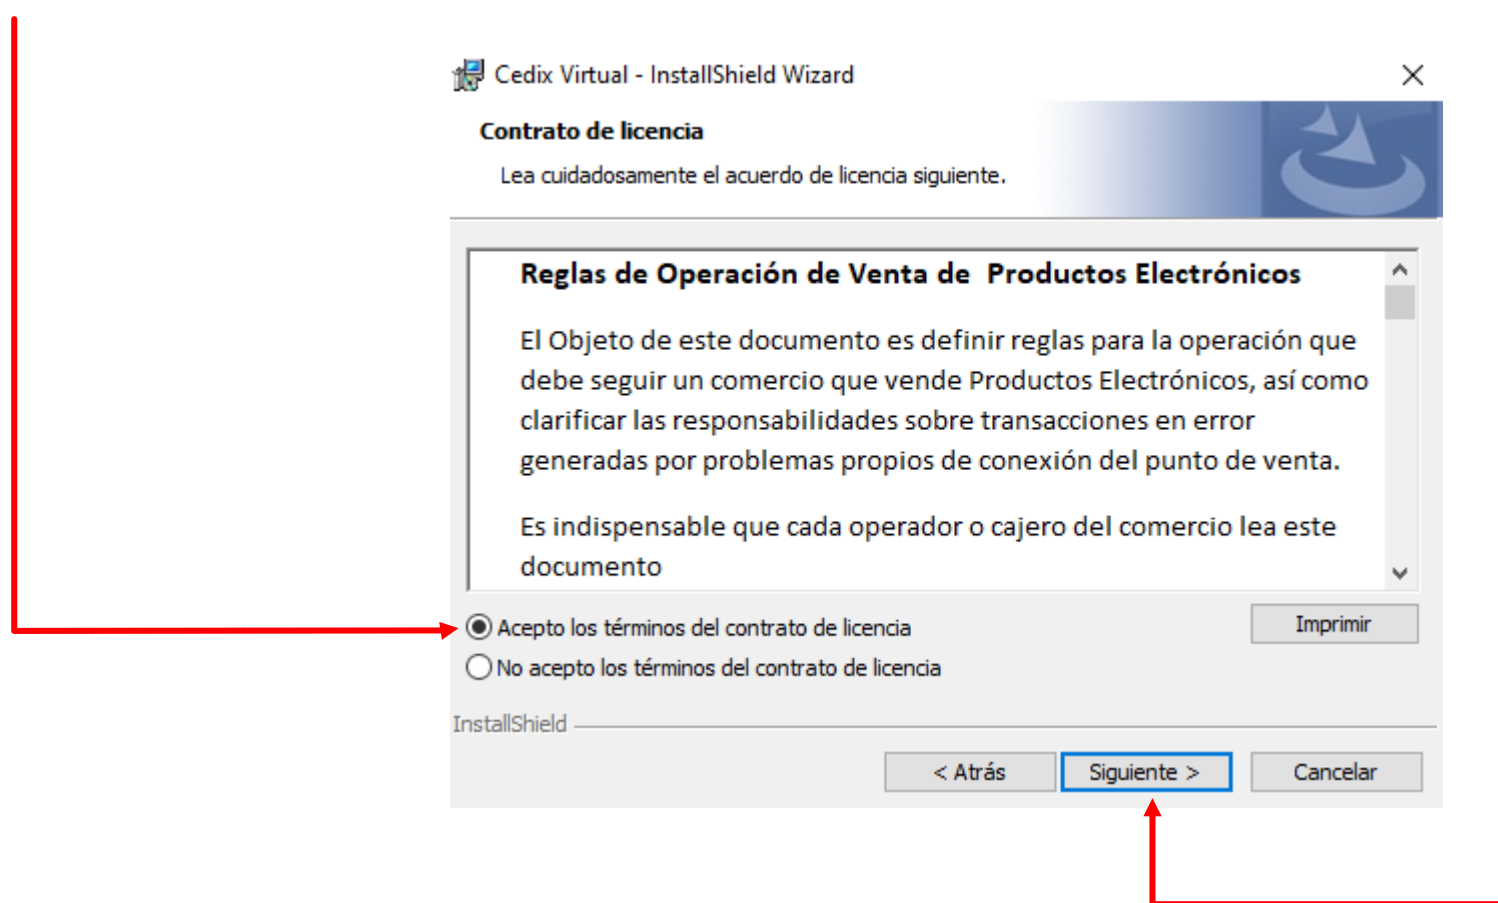 Cedix Virtual - InstallShield Wizard
Contrato de licencia
Lea cuidadosamente el acuerdo de licencia siguiente.
Reglas de Operación de Venta de  Productos Electrónicos
El Objeto de este documento es definir reglas para la operación que
debe seguir un comercio que vende Productos Electrónicos, así como
clarificar las responsabilidades sobre transacciones en error
generadas por problemas propios de conexión del punto de venta.
Es indispensable que cada operador o cajero del comercio lea este
documento
Acepto los términos del contrato de licencia
Imprimir
No acepto los términos del contrato de licencia
InstallShield
< Atrás
Siguiente >
Cancelar